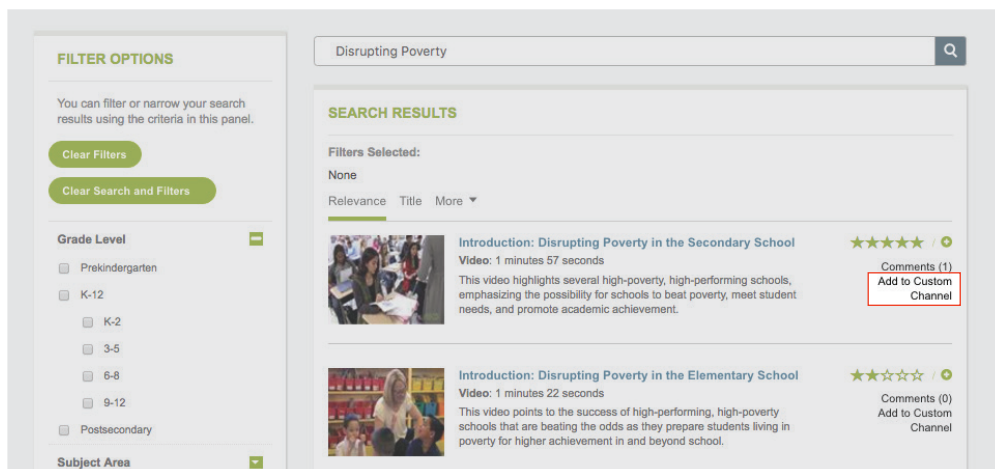 FILTER OPTIONS
You can filter or narrow your search
results using the criteria in this panel.
Clear Filters
Clear Search and Filters
Grade Level
Prekindergarten
K-12
K-2
3-5
6-8
9-12
Postsecondary
Subject Area
Disrupting Poverty
SEARCH RESULTS
Filters Selected:
None
Relevance Title More
Introduction: Disrupting Poverty in the Secondary School
Video: 1 minutes 57 seconds
This video highlights several high-poverty, high-performing schools,
emphasizing the possibility for schools to beat poverty, meet student
needs, and promote academic achievement.
/
Comments (1)
Add to Custom
Channel
Introduction: Disrupting Poverty in the Elementary School
Video: 1 minutes 22 seconds
This video points to the success of high-performing, high-poverty
schools that are beating the odds as they prepare students living in
poverty for higher achievement in and beyond school.
/
Comments (0)
Add to Custom
Channel